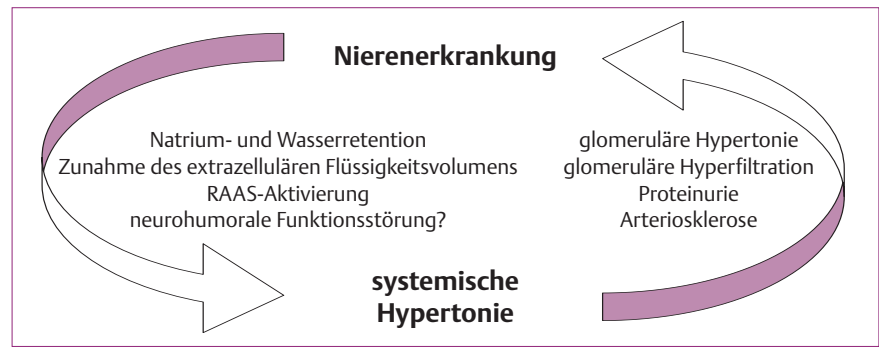 Nierenerkrankung
Natrium- und Wasserretention
Zunahme des extrazellulären Flüssigkeitsvolumens
RAAS-Aktivierung
neurohumorale Funktionsstörung?
glomeruläre Hypertonie
glomeruläre Hyperfiltration
Proteinurie
Arteriosklerose
systemische
Hypertonie